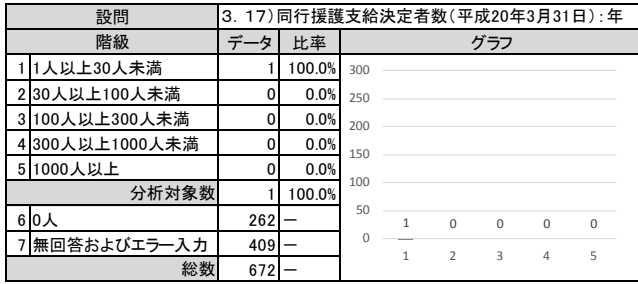 設問 3．17)同行援護支給決定者数(平成20年3月31日):年
階級 データ 比率 グラフ
1 1人以上30人未満 1 100.0%
2 30人以上100人未満 0 0.0%
3 100人以上300人未満 0 0.0%
4 300人以上1000人未満 0 0.0%
5 1000人以上 0 0.0%
分析対象数 1 100.0%
6 0人 262 －
7 無回答およびエラー入力 409 －
総数 672 －
300
250
200
150
100
50
0
1 0 0 0 0
1 2 3 4 5